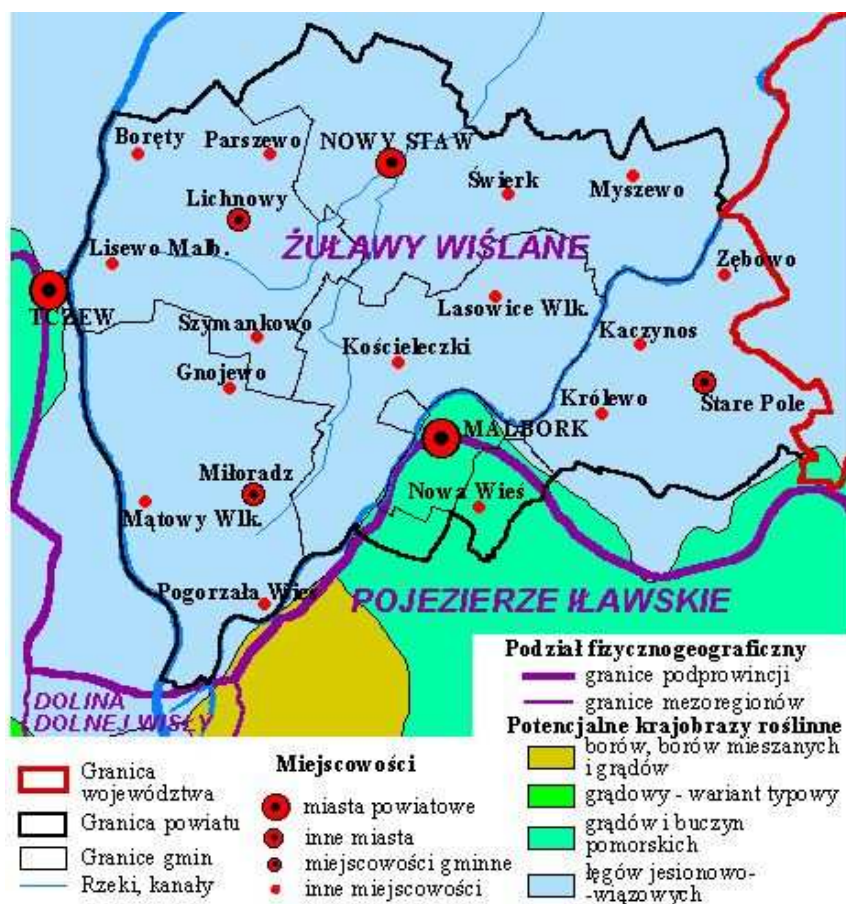 Boręty
Parszewo
NOWY STAW
Świerk
Myszewo
Lichnowy
ŻUŁAWY WIŚLANE
Lisewo Malb.
Zębowo
TCZEW
Szymankowo
Lasowice Wlk.
Kościeleczki
Kaczynos
Gnojewo
Królewo
Stare Pole
MALBORK
Miłoradz
Nowa Wieś
Mątowy Wlk.
Pogorzała Wieś
POJEZIERZE IŁAWSKIE
DOLINA
DOLNEJ WISŁY
Podział fizycznogeograficzny
granice podprowincji
granice mezoregionów
Potencjalne krajobrazy roślinne
borów, borów mieszanych
i grądów
grądowy - wariant typowy
grądów i buczyn
pomorskich
łęgów jesionowo-
-wiązowych
Granica
województwa
Granica powiatu
Granice gmin
Rzeki, kanały
Miejscowości
miasta powiatowe
inne miasta
miejscowości gminne
inne miejscowości